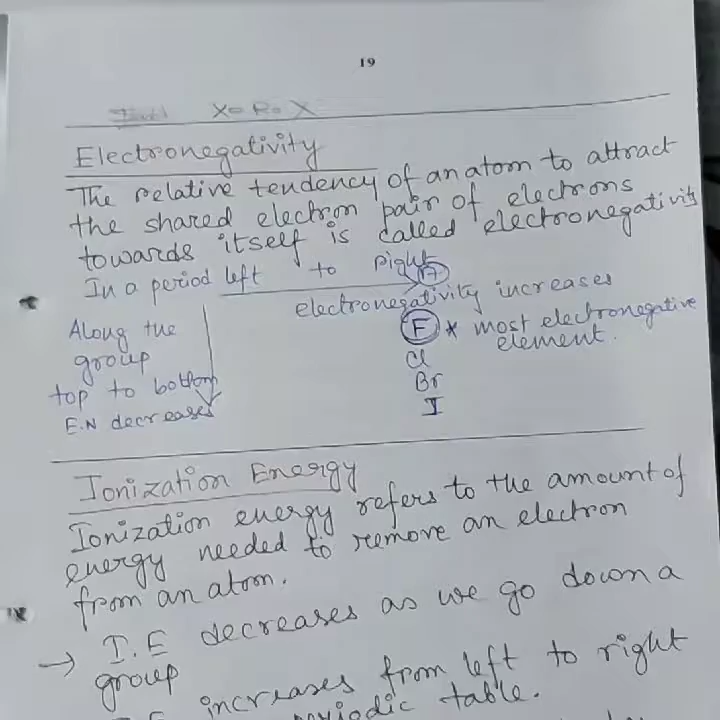 19
X R X
Electronegativity
The relative tendency of an atom to attract
the shared electron pair of electrons
towards itself is called electronegativity
In a period left to right 17
electronegativity increases
Along the
group
top to bottom
E.N decreases
F * most electronegative
element.
Cl
Br
I
Ionization Energy
Ionization energy refers to the amount of
energy needed to remove an electron
from an atom.
→ I.E decreases as we go down a
group
increases from left to right
periodic table.